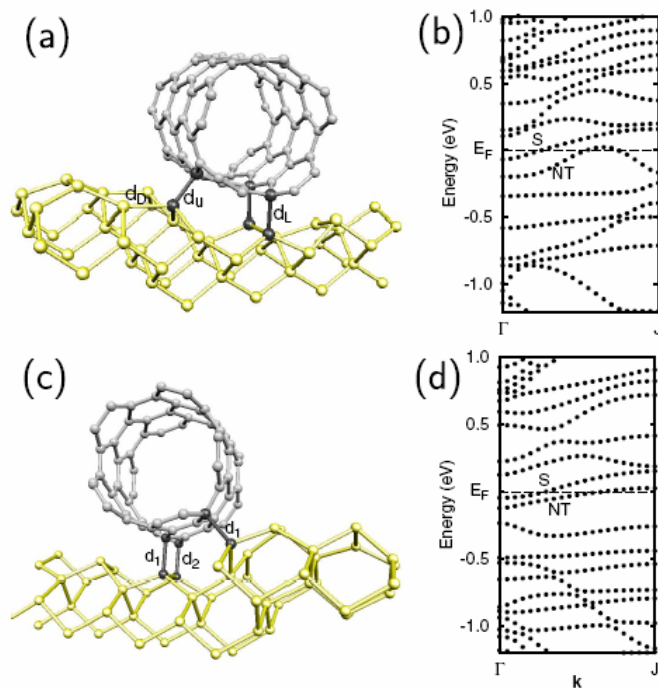 (a)
d_D
d_u
d_L
(b)
1.0
0.5
E_F
-0.5
-1.0
Energy (eV)
S
NT
Γ
J
(c)
d_1
d_2
d_1
(d)
1.0
0.5
E_F
-0.5
-1.0
Energy (eV)
S
NT
Γ
J
k